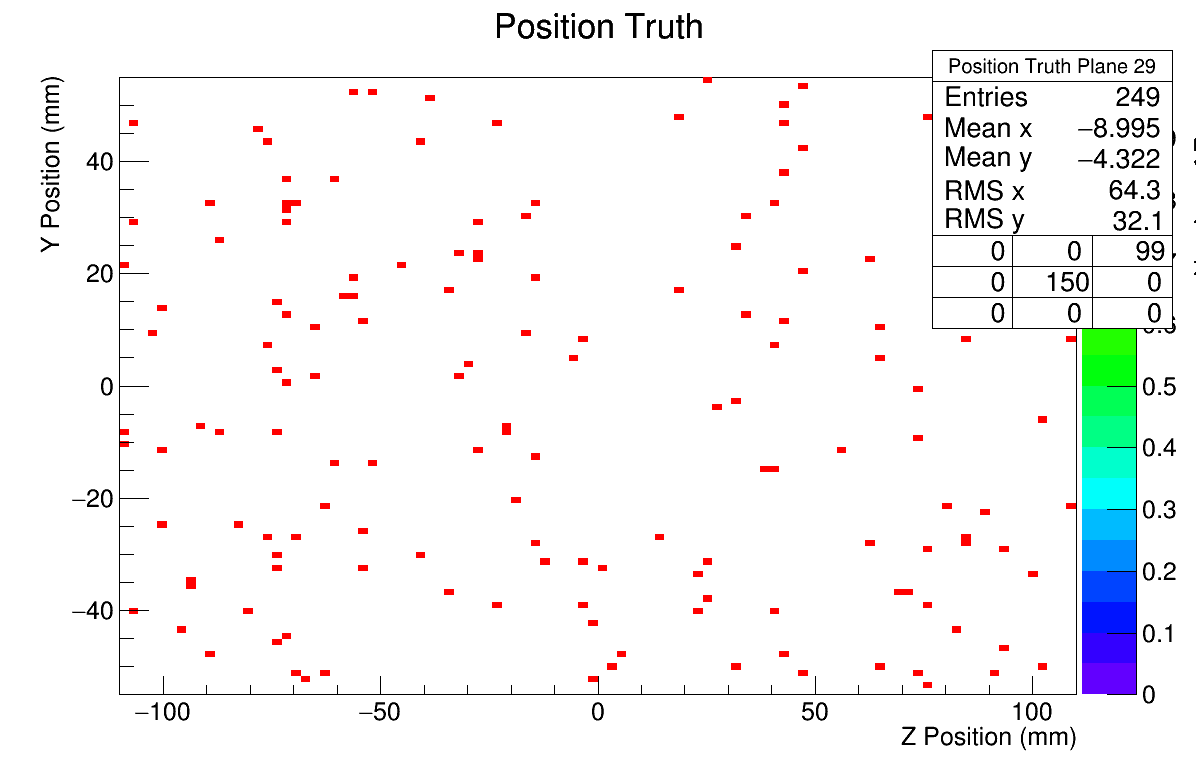 Position Truth
Y Position (mm)
Position Truth Plane 29
Entries 249
Mean x −8.995
Mean y −4.322
RMS x 64.3
RMS y 32.1
0 0 99
0 150 0
0 0 0
40
20
0
−20
−40
0.5
0.4
0.3
0.2
0.1
0
−100 −50 0 50 100
Z Position (mm)